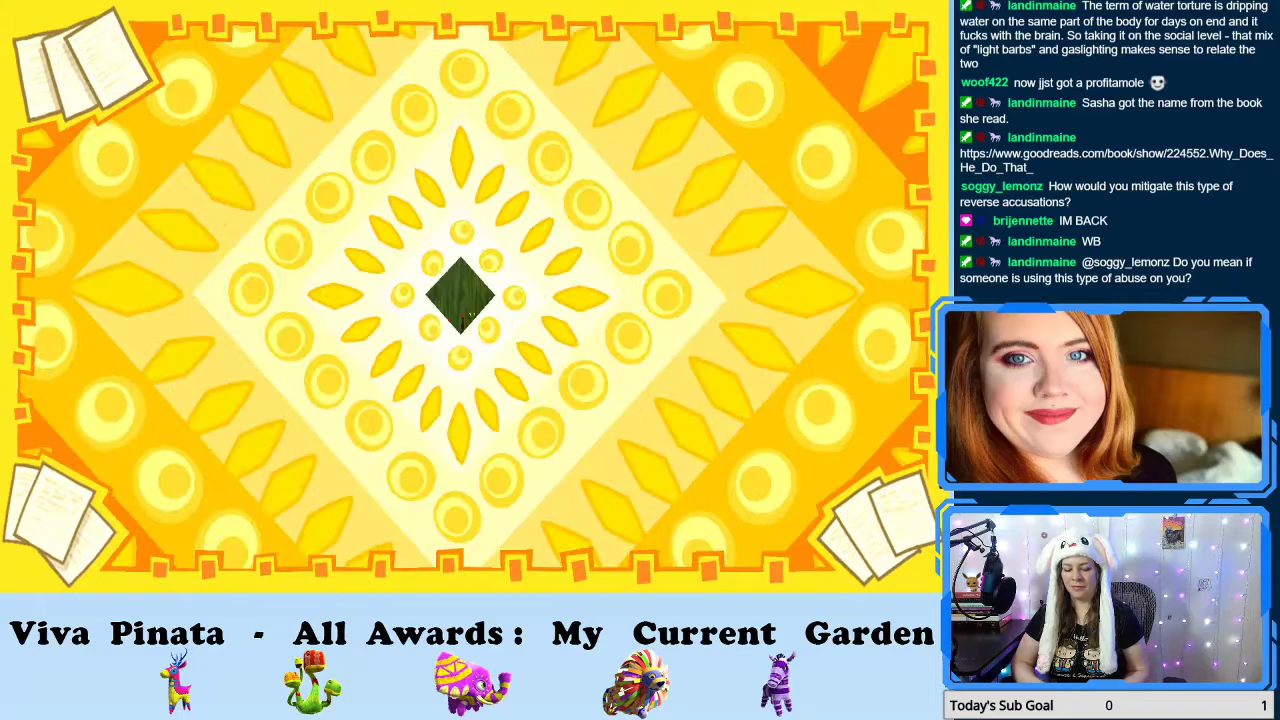 landinmaine The term of water torture is dripping
water on the same part of the body for days on end and it
fucks with the brain. So taking it on the social level - that mix
of "light barbs" and gaslighting makes sense to relate the
two
woof422 now jjst got a profitamole
landinmaine Sasha got the name from the book
she read.
landinmaine
https://www.goodreads.com/book/show/224552.Why_Does_
He_Do_That_
soggy_lemonz How would you mitigate this type of
reverse accusations?
brijennette IM BACK
landinmaine WB
landinmaine @soggy_lemonz Do you mean if
someone is using this type of abuse on you?
Viva Pinata - All Awards : My Current Garden
Today's Sub Goal 0 1